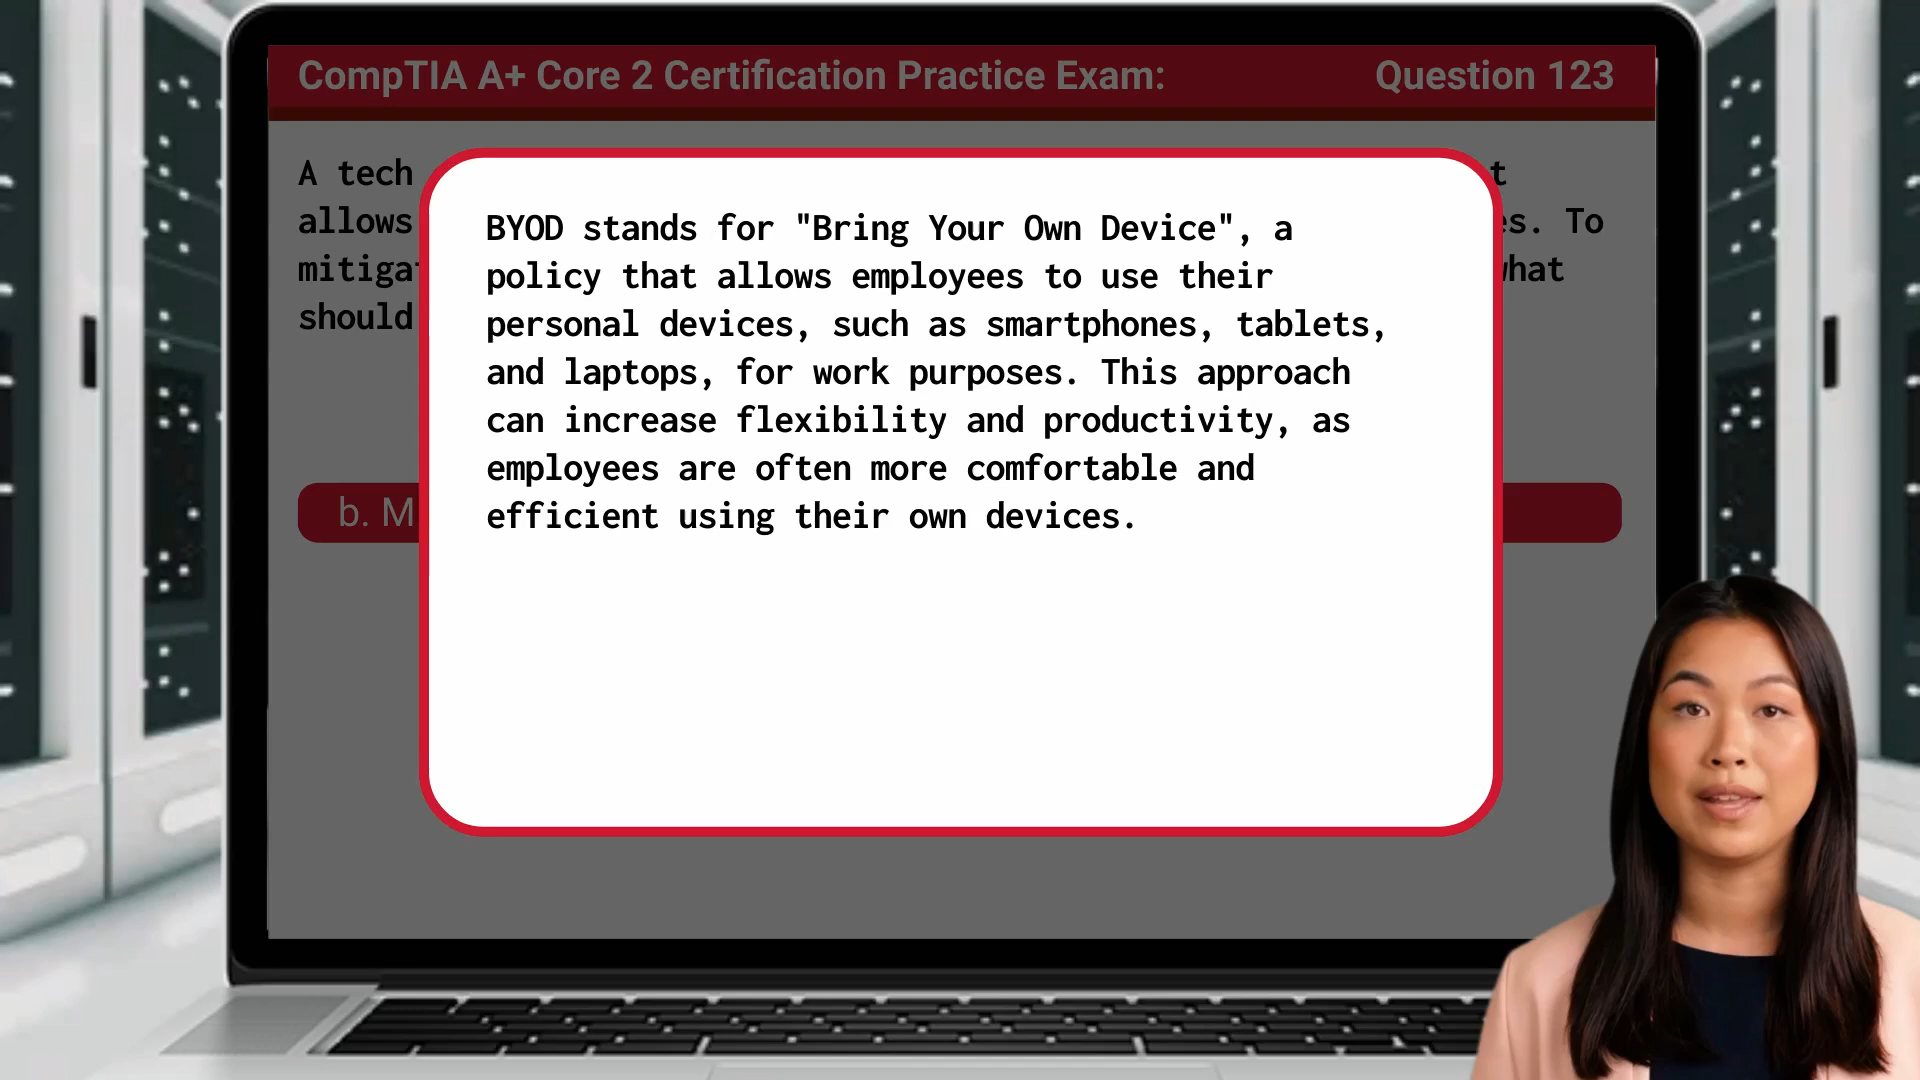 CompTIA A+ Core 2 Certification Practice Exam: Question 123
A tech
allows To
should what
BYOD stands for "Bring Your Own Device", a
policy that allows employees to use their
personal devices, such as smartphones, tablets,
and laptops, for work purposes. This approach
can increase flexibility and productivity, as
employees are often more comfortable and
efficient using their own devices.
b. M